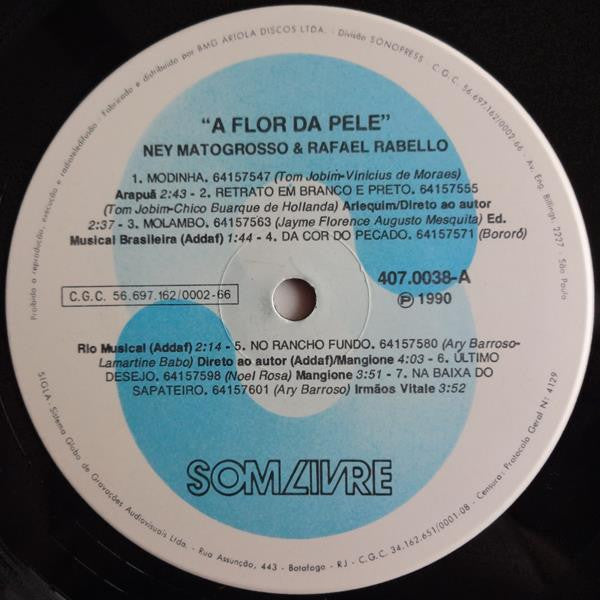 "A FLOR DA PELE"
NEY MATOGROSSO & RAFAEL RABELLO
1. MODINHA. 64157547 (Tom Jobim-Vinicius de Moraes)
Arapuã 2:43 - 2. RETRATO EM BRANCO E PRETO. 64157555
(Tom Jobim-Chico Buarque de Hollanda) Arlequim/Direto ao autor
2:37 - 3. MOLAMBO. 64157563 (Jayme Florence Augusto Mesquita) Ed.
Musical Brasileira (Addaf) 1:44 - 4. DA COR DO PECADO. 64157571 (Bororó)
C.G.C. 56.697.162/0002-66
407.0038-A
Ⓟ 1990
Rio Musical (Addaf) 2:14 - 5. NO RANCHO FUNDO. 64157580 (Ary Barroso-
Lamartine Babo) Direto ao autor (Addaf)/Mangione 4:03 - 6. ÚLTIMO
DESEJO. 64157598 (Noel Rosa) Mangione 3:51 - 7. NA BAIXA DO
SAPATEIRO. 64157601 (Ary Barroso) Irmãos Vitale 3:52
SOM LIVRE
Proibida a reprodução, execução e radioteledifusão - Fabricado e distribuído por BMG ARIOLA DISCOS LTDA. - Divisão SONOPRESS - C.G.C. 56.697.162/0002-66 - Av. Eng. Billings, 2227 - São Paulo
SIGLA - Sistema Globo de Gravações Audiovisuais Ltda. - Rua Assunção, 443 - Botafogo - RJ - C.G.C. 34.162.651/0001-08 - Censura: Protocolo Geral Nº 4129